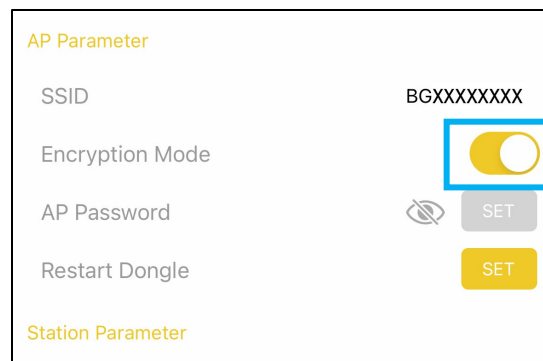 AP Parameter
SSID BGXXXXXXXX
Encryption Mode
AP Password SET
Restart Dongle SET
Station Parameter